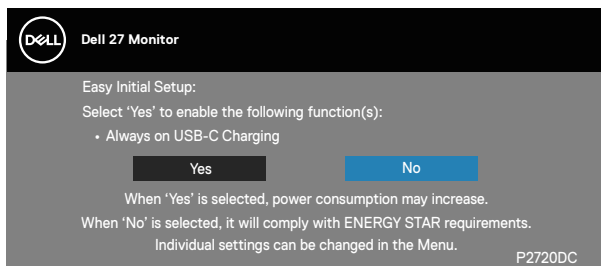 DELL
Dell 27 Monitor
Easy Initial Setup:
Select ‘Yes’ to enable the following function(s):
• Always on USB-C Charging
Yes No
When ‘Yes’ is selected, power consumption may increase.
When ‘No’ is selected, it will comply with ENERGY STAR requirements.
Individual settings can be changed in the Menu.
P2720DC